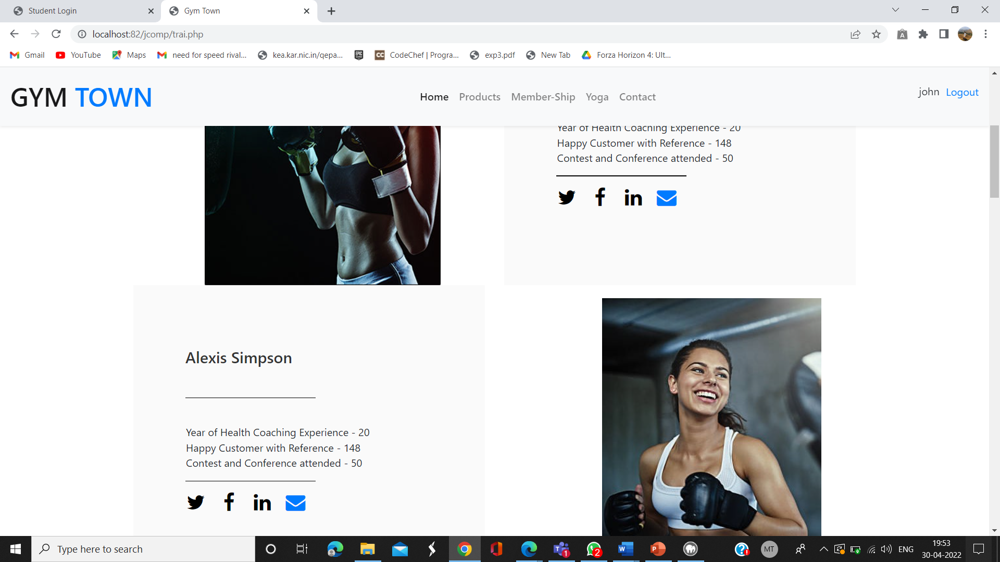 Student Login
Gym Town
localhost:82/jcomp/trai.php
Gmail
YouTube
Maps
need for speed rival...
kea.kar.nic.in/qepa...
EPIC
CC
CodeChef | Progra...
exp3.pdf
New Tab
Forza Horizon 4: Ult...
GYM TOWN
Home
Products
Member-Ship
Yoga
Contact
john
Logout
Year of Health Coaching Experience - 20
Happy Customer with Reference - 148
Contest and Conference attended - 50
Alexis Simpson
Year of Health Coaching Experience - 20
Happy Customer with Reference - 148
Contest and Conference attended - 50
Type here to search
1
2
MT
ENG
19:53
30-04-2022